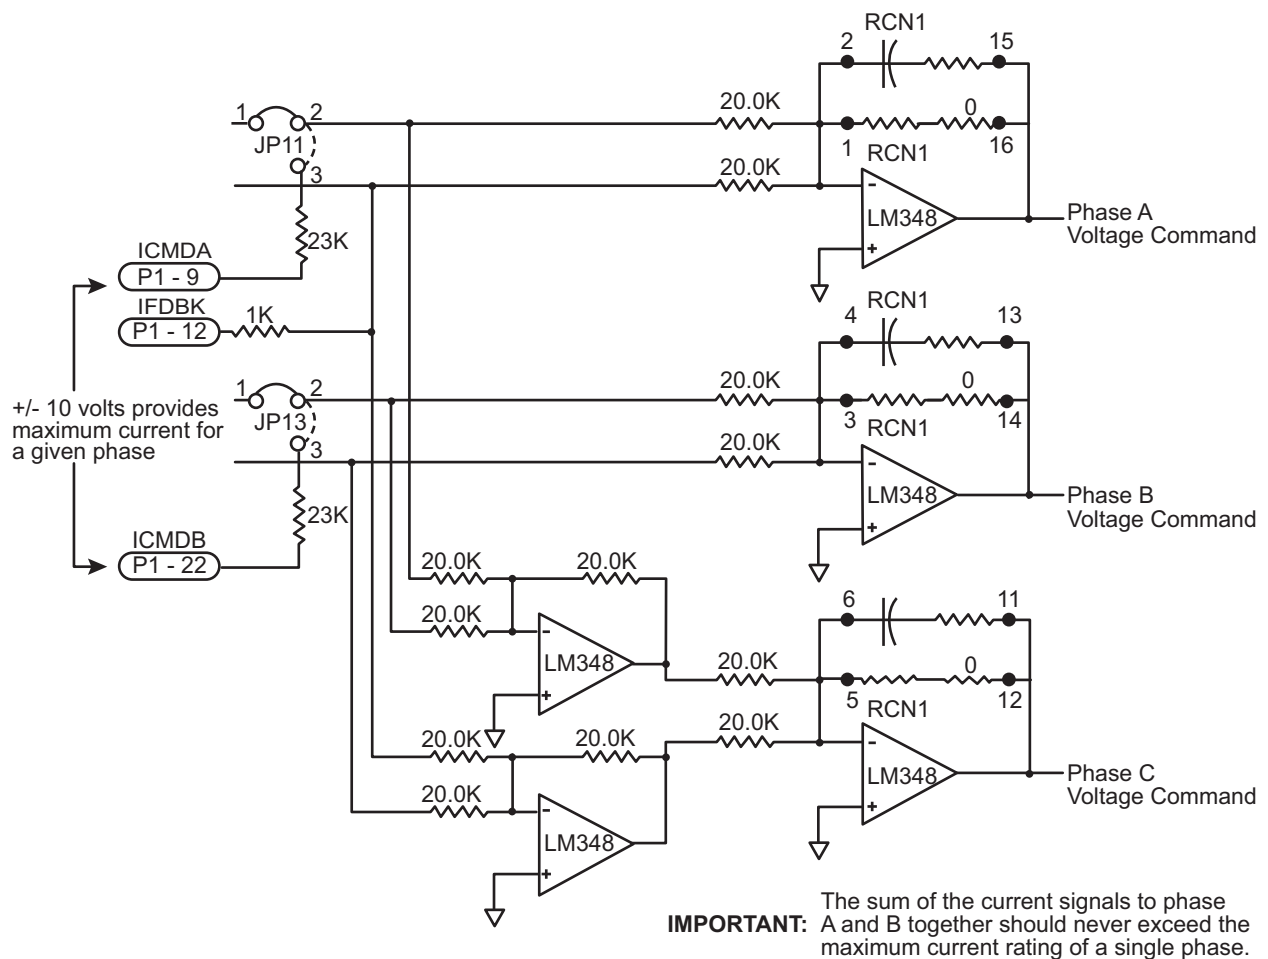 RCN1
2
15
20.0K
0
1
2
JP11
1
16
RCN1
20.0K
3
-
LM348
+
Phase A
Voltage Command
23K
ICMDA
P1 - 9
IFDBK
P1 - 12
1K
RCN1
4
13
20.0K
0
1
2
JP13
3
14
RCN1
+/- 10 volts provides
maximum current for
a given phase
20.0K
3
-
LM348
+
Phase B
Voltage Command
23K
ICMDB
P1 - 22
20.0K
20.0K
20.0K
-
LM348
+
6
11
20.0K
0
5
12
RCN1
20.0K
-
LM348
+
Phase C
Voltage Command
20.0K
20.0K
20.0K
-
LM348
+
The sum of the current signals to phase
IMPORTANT: A and B together should never exceed the
maximum current rating of a single phase.